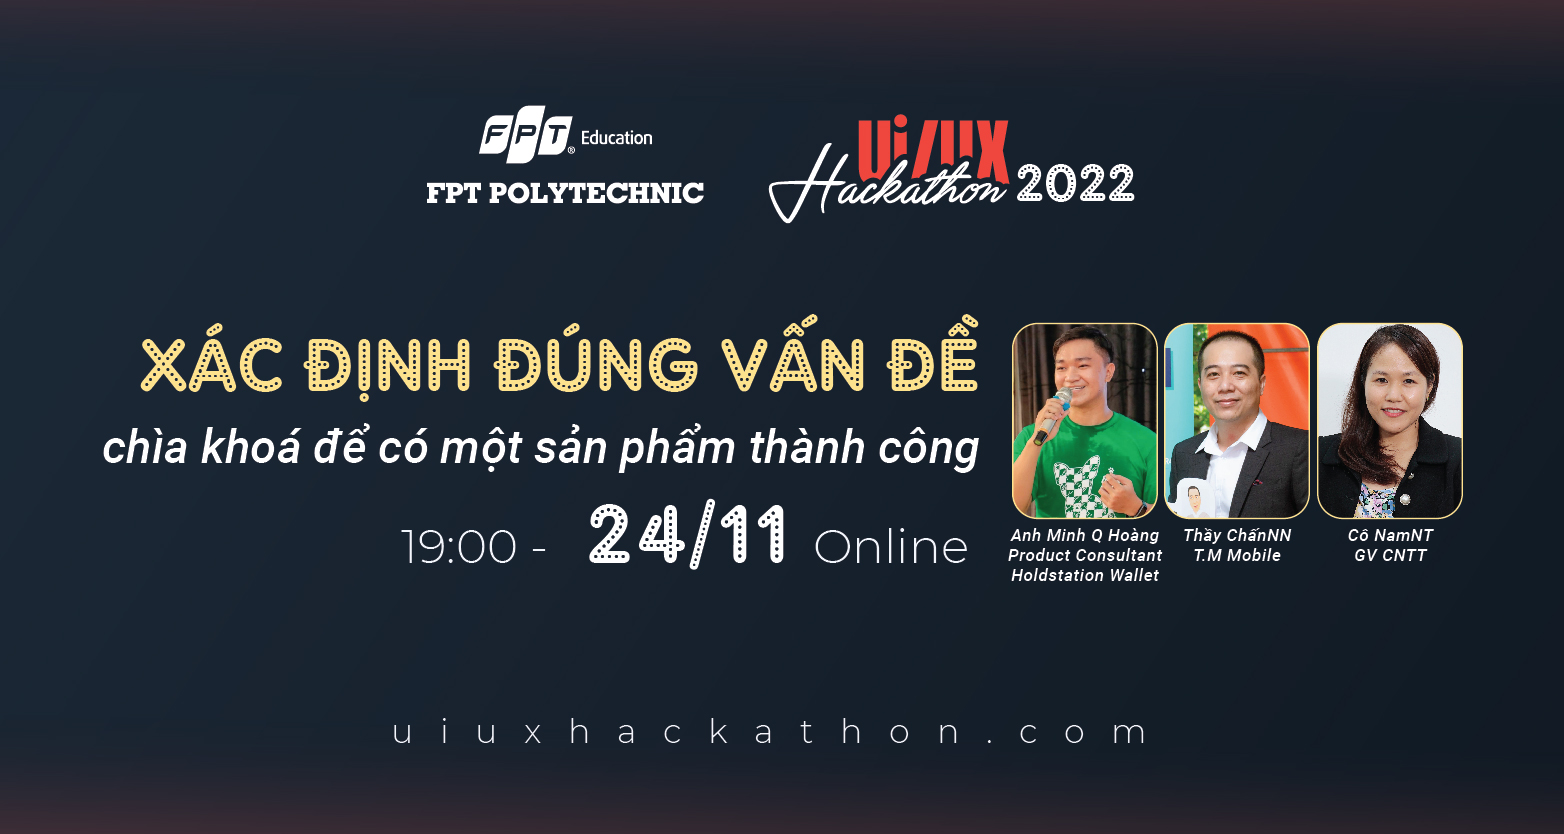 FPT Education
FPT POLYTECHNIC
Ui/UX
Hackathon 2022
XÁC ĐỊNH ĐÚNG VẤN ĐỀ
chìa khoá để có một sản phẩm thành công
19:00 - 24/11 Online
Anh Minh Q Hoàng
Product Consultant
Holdstation Wallet
Thầy ChấnNN
T.M Mobile
Cô NamNT
GV CNTT
uiuxhackathon.com